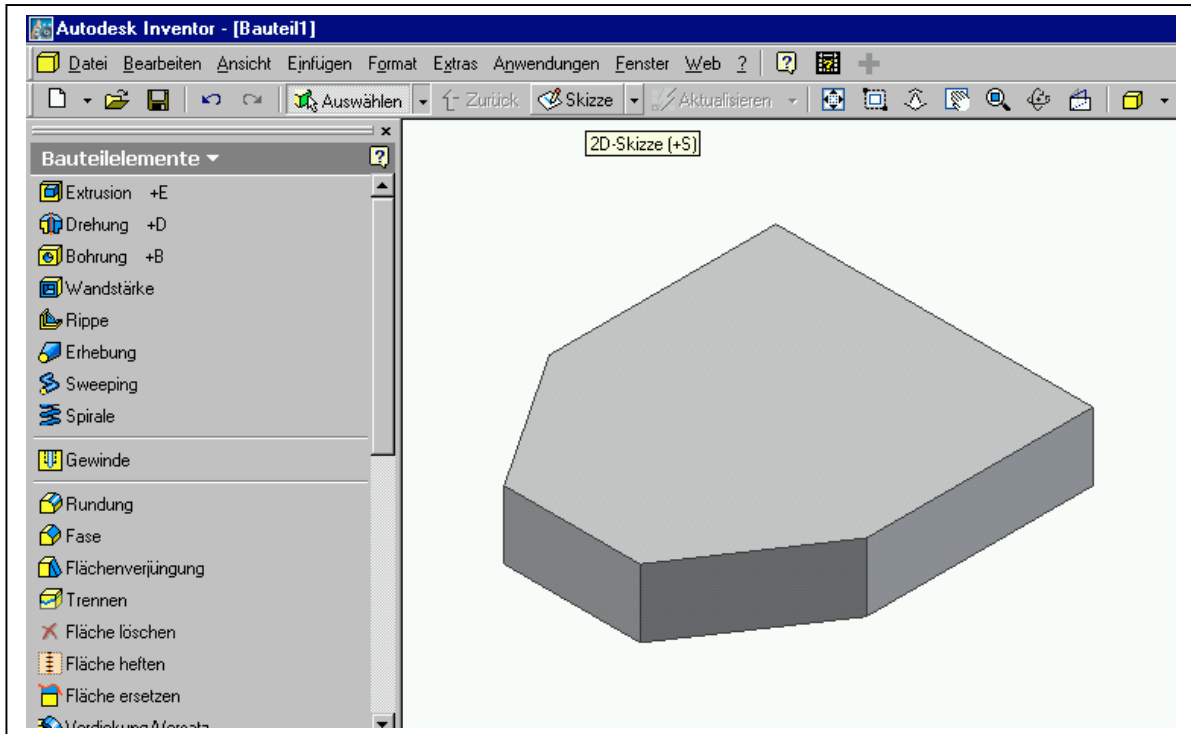 Autodesk Inventor - [Bauteil1]
Datei Bearbeiten Ansicht Einfügen Format Extras Anwendungen Fenster Web ?
Auswählen Zurück Skizze Aktualisieren
2D-Skizze (+S)
Bauteilelemente
Extrusion +E
Drehung +D
Bohrung +B
Wandstärke
Rippe
Erhebung
Sweeping
Spirale
Gewinde
Rundung
Fase
Flächenverjüngung
Trennen
Fläche löschen
Fläche heften
Fläche ersetzen